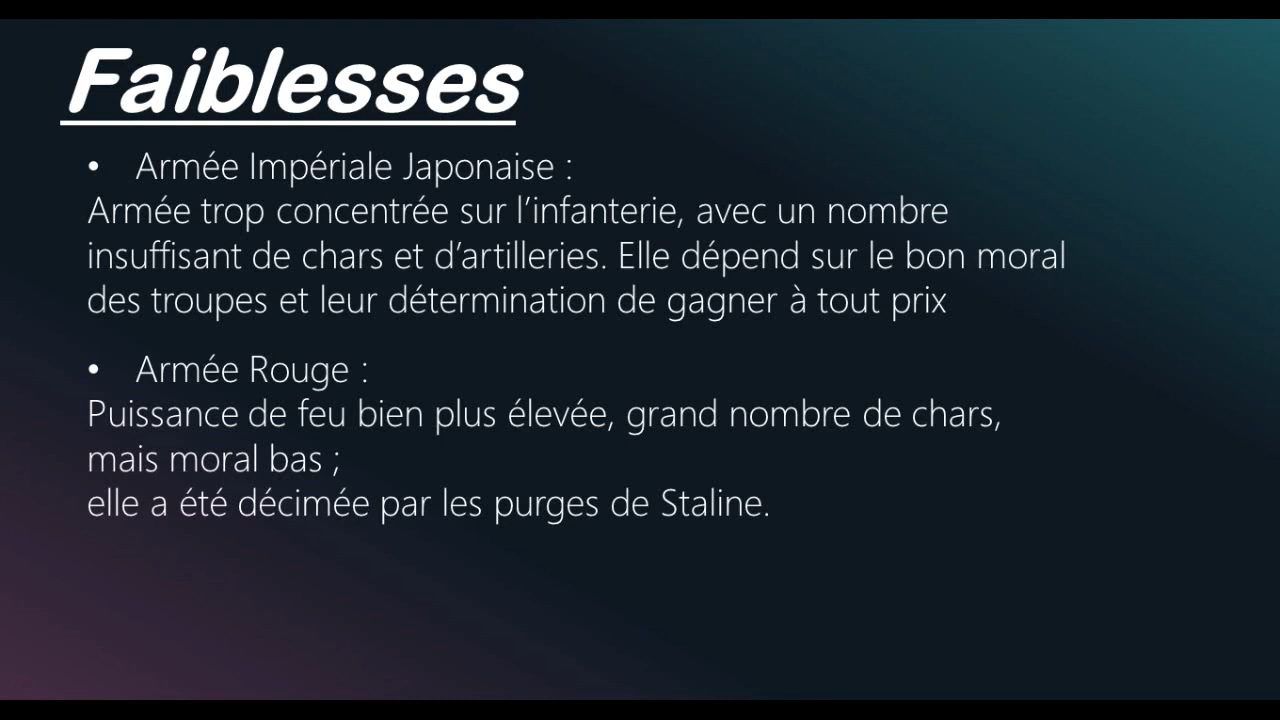 Faiblesses
• Armée Impériale Japonaise :
Armée trop concentrée sur l’infanterie, avec un nombre
insuffisant de chars et d’artilleries. Elle dépend sur le bon moral
des troupes et leur détermination de gagner à tout prix
• Armée Rouge :
Puissance de feu bien plus élevée, grand nombre de chars,
mais moral bas ;
elle a été décimée par les purges de Staline.